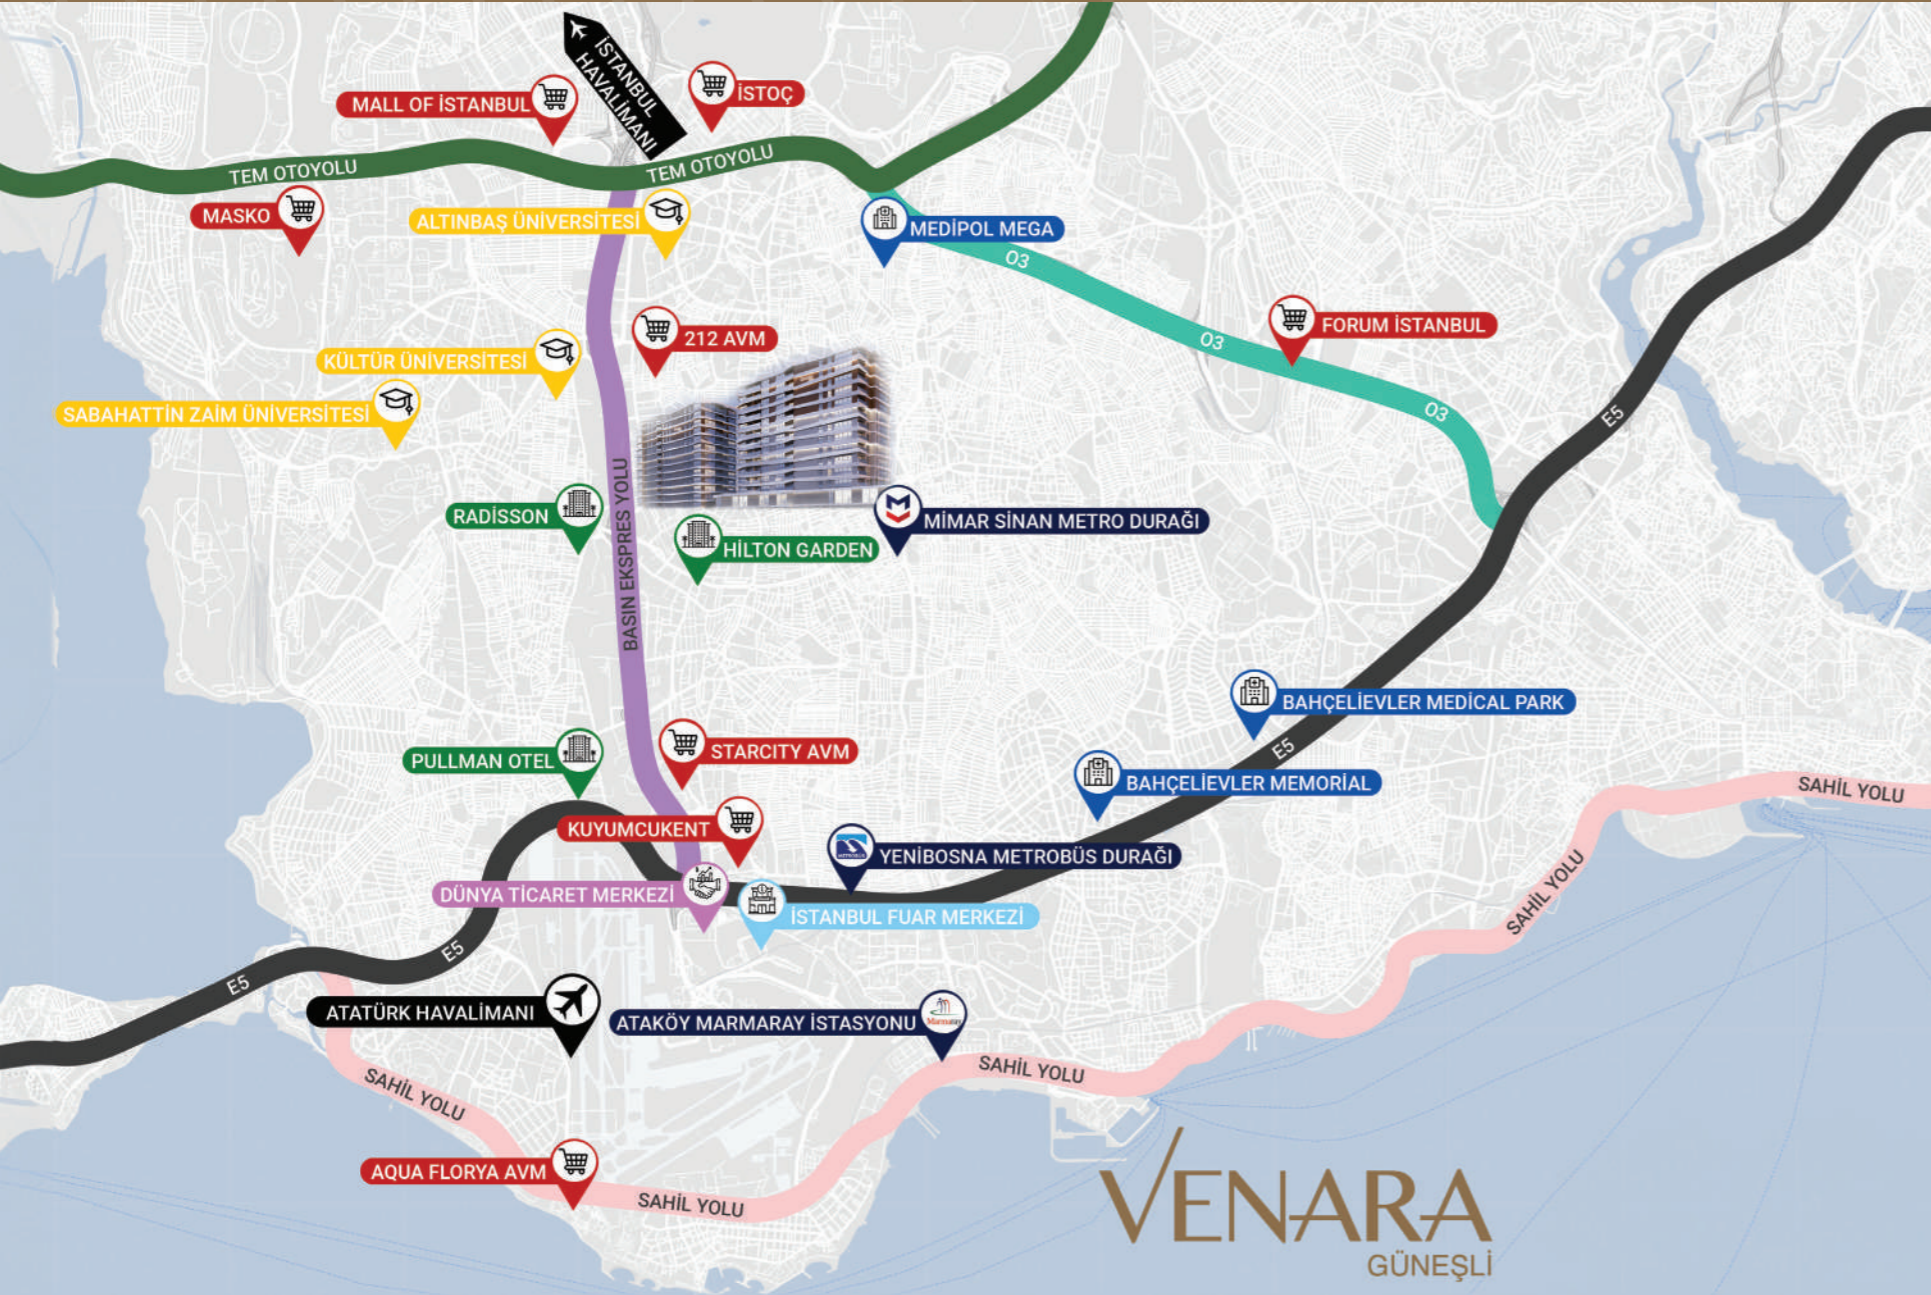 İSTANBUL
HAVALİMANI
MALL OF İSTANBUL
İSTOÇ
TEM OTOYOLU
TEM OTOYOLU
MASKO
ALTINBAŞ ÜNİVERSİTESİ
MEDİPOL MEGA
O3
212 AVM
FORUM İSTANBUL
O3
KÜLTÜR ÜNİVERSİTESİ
SABAHATTİN ZAİM ÜNİVERSİTESİ
O3
E5
BASIN EKSPRES YOLU
RADİSSON
MİMAR SİNAN METRO DURAĞI
HİLTON GARDEN
BAHÇELİEVLER MEDICAL PARK
PULLMAN OTEL
STARCITY AVM
E5
BAHÇELİEVLER MEMORİAL
SAHİL YOLU
KUYUMCUKENT
METROBÜS
YENİBOSNA METROBÜS DURAĞI
DÜNYA TİCARET MERKEZİ
İSTANBUL FUAR MERKEZİ
SAHİL YOLU
E5
E5
ATATÜRK HAVALİMANI
ATAKÖY MARMARAY İSTASYONU
Marmaray
SAHİL YOLU
SAHİL YOLU
AQUA FLORYA AVM
SAHİL YOLU
VENARA
GÜNEŞLİ